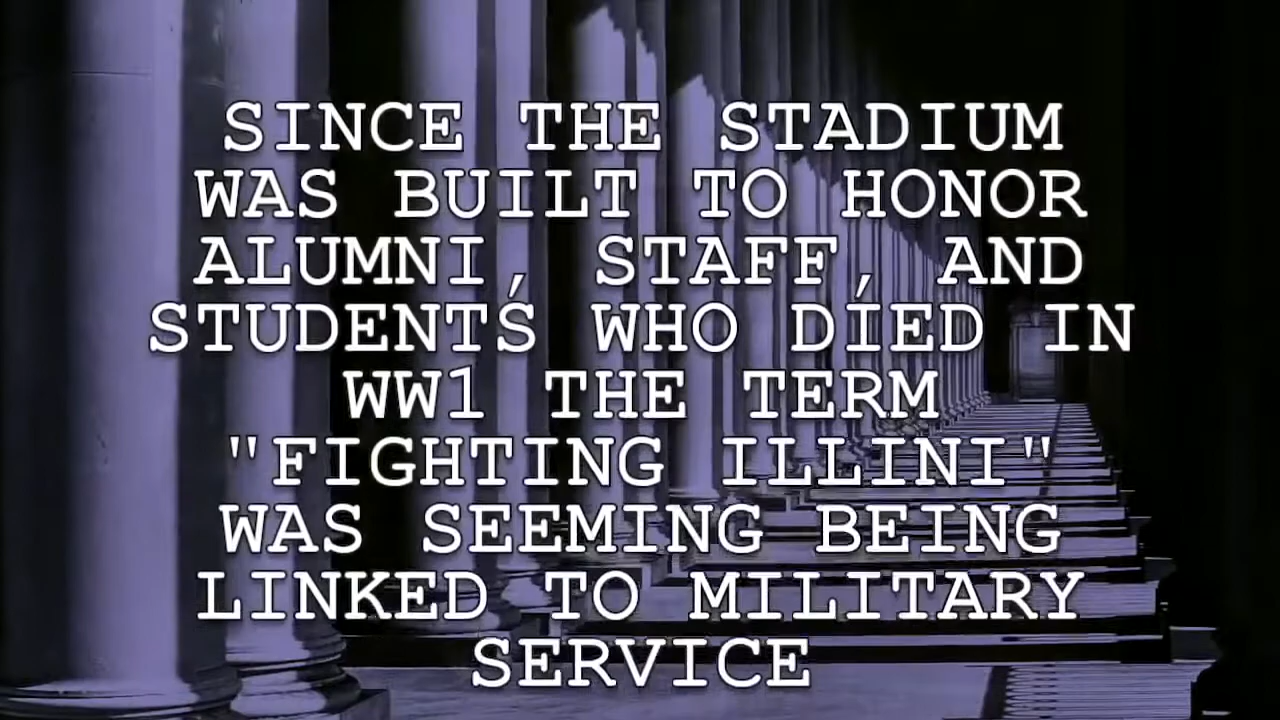 SINCE THE STADIUM
WAS BUILT TO HONOR
ALUMNI, STAFF, AND
STUDENTS WHO DIED IN
WW1 THE TERM
"FIGHTING ILLINI"
WAS SEEMING BEING
LINKED TO MILITARY
SERVICE